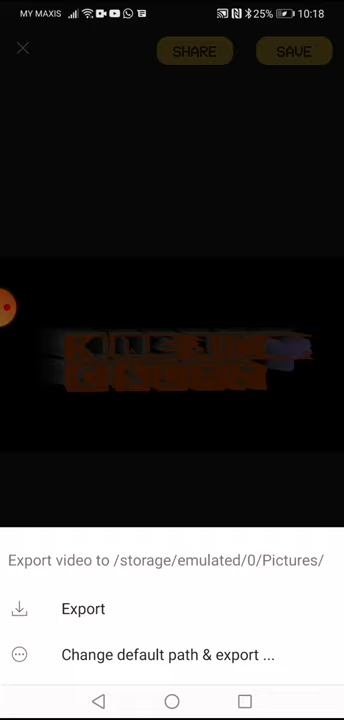 MY MAXIS 25% 10:18
SHARE SAVE
Export video to /storage/emulated/0/Pictures/
Export
Change default path & export ...